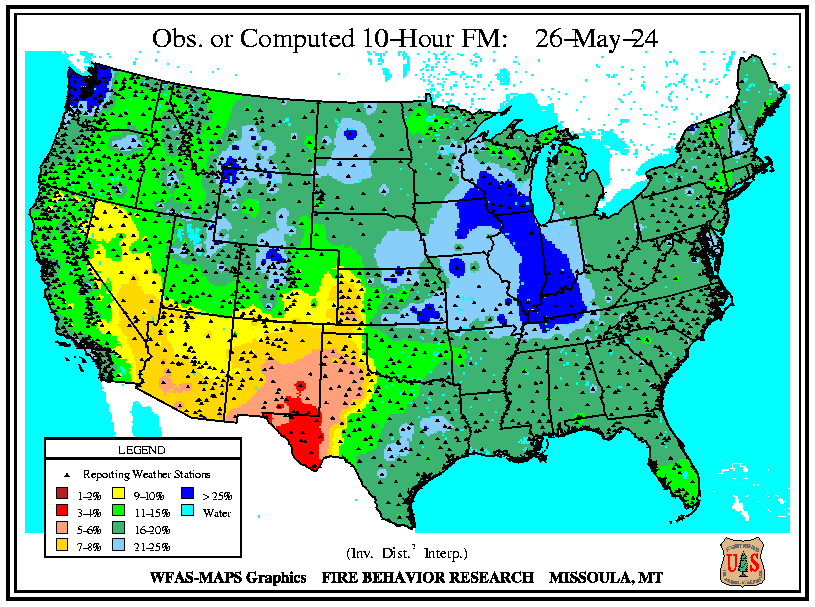 Obs. or Computed 10-Hour FM: 26-May-24
LEGEND
Reporting Weather Stations
1-2% 9-10% > 25%
3-4% 11-15% Water
5-6% 16-20%
7-8% 21-25%
(Inv. Dist.² Interp.)
WFAS-MAPS Graphics FIRE BEHAVIOR RESEARCH MISSOULA, MT
U S